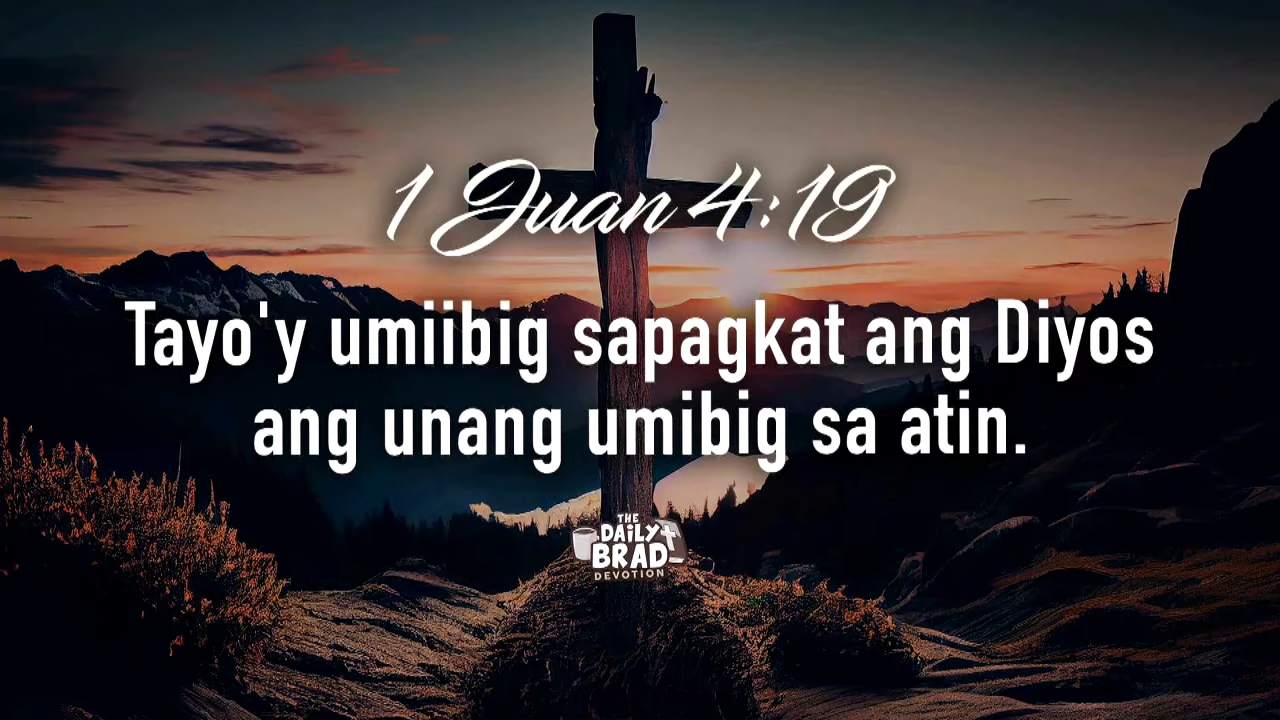 1 Juan 4:19
Tayo'y umiibig sapagkat ang Diyos
ang unang umibig sa atin.
THE
DAILY
BRAD
DEVOTION